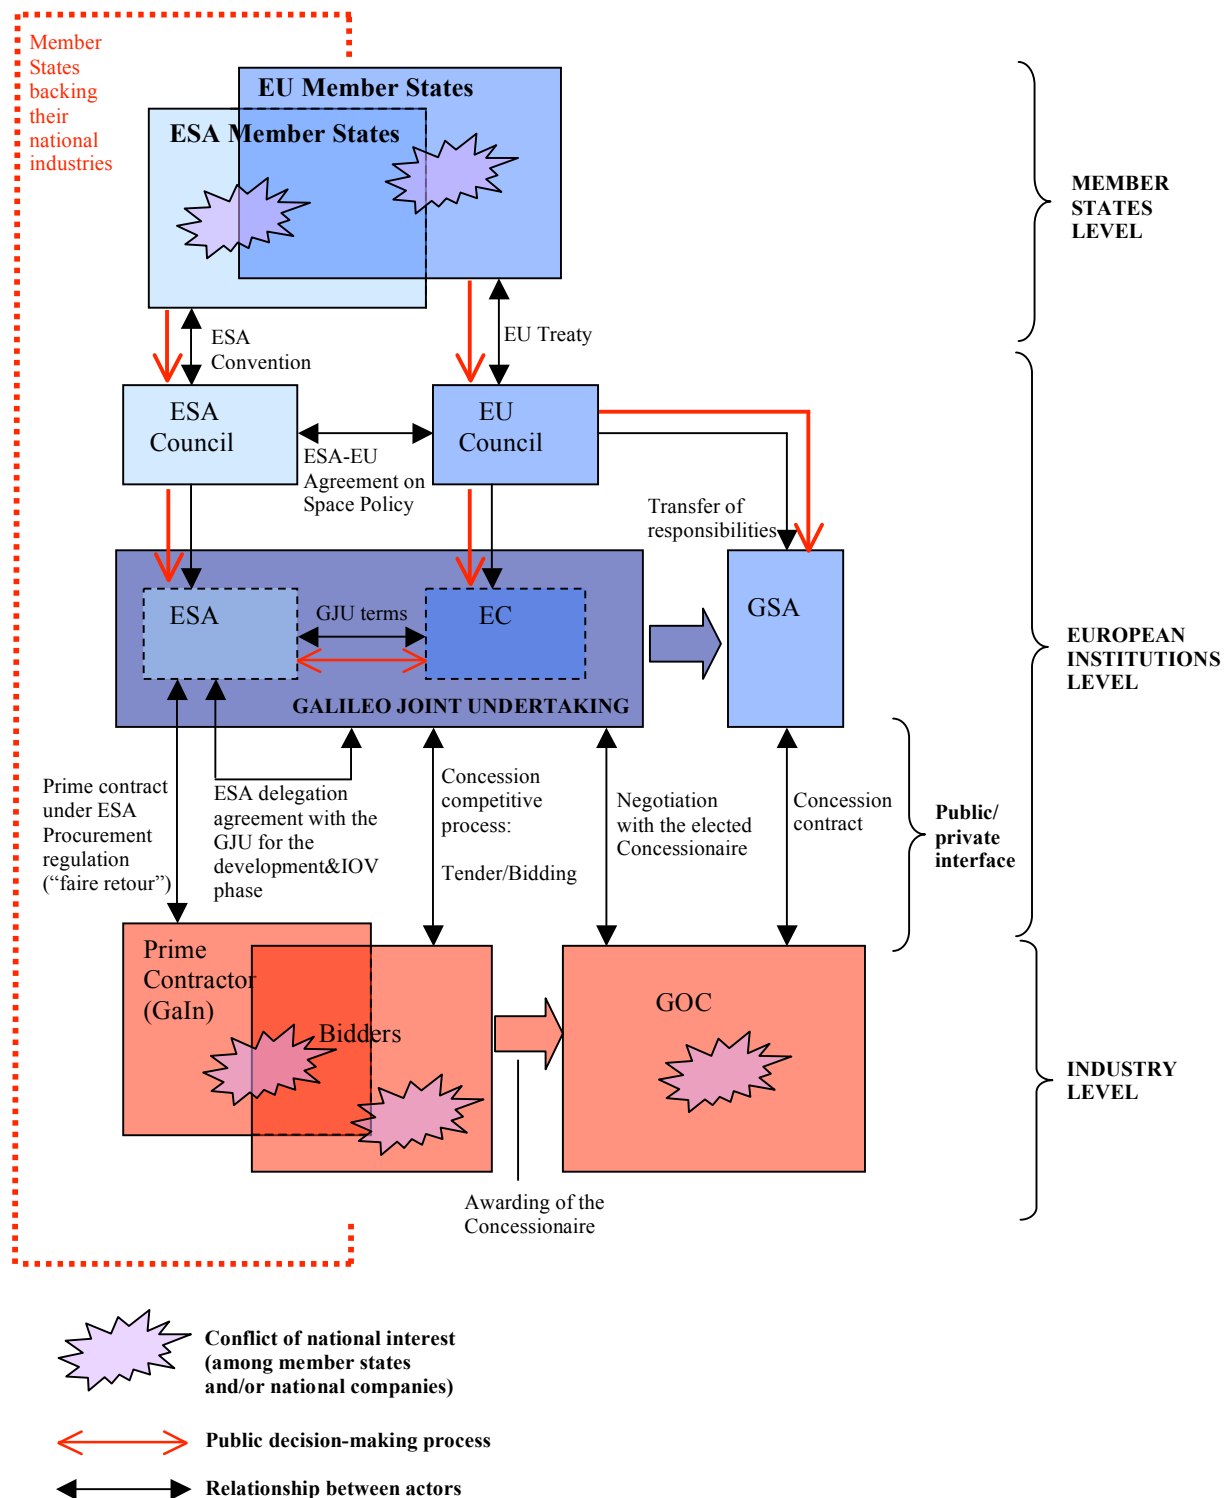 Member
States
backing
their
national
industries
EU Member States
ESA Member States
MEMBER
STATES
LEVEL
ESA
Convention
EU Treaty
ESA
Council
EU
Council
ESA-EU
Agreement on
Space Policy
Transfer of
responsibilities
ESA
GJU terms
EC
GSA
GALILEO JOINT UNDERTAKING
EUROPEAN
INSTITUTIONS
LEVEL
Prime contract
under ESA
Procurement
regulation
(“faire retour”)
ESA delegation
agreement with the
GJU for the
development&IOV
phase
Concession
competitive
process:
Tender/Bidding
Negotiation
with the elected
Concessionaire
Concession
contract
Public/
private
interface
Prime
Contractor
(GaIn)
Bidders
GOC
INDUSTRY
LEVEL
Awarding of the
Concessionaire
Conflict of national interest
(among member states
and/or national companies)
Public decision-making process
Relationship between actors